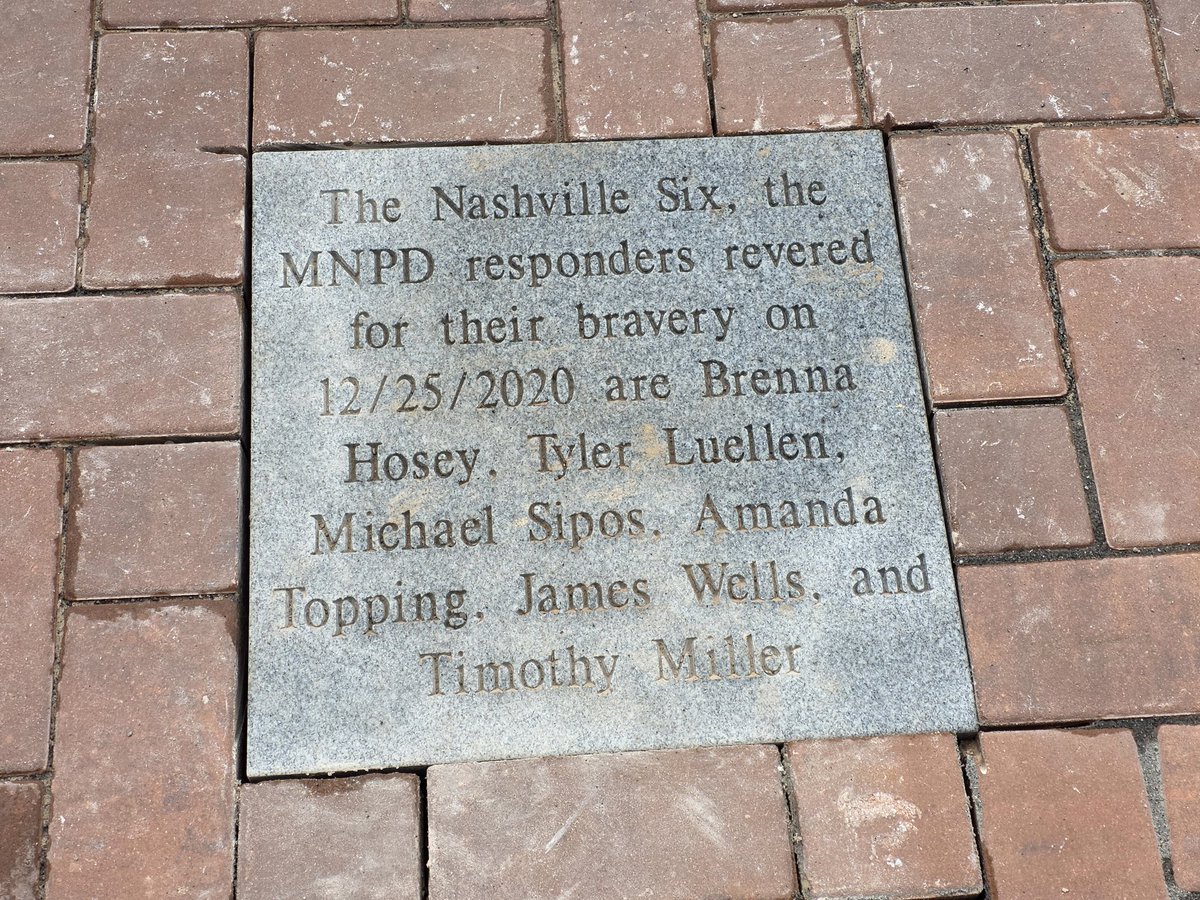 The Nashville Six, the
MNPD responders revered
for their bravery on
12/25/2020 are Brenna
Hosey, Tyler Luellen,
Michael Sipos, Amanda
Topping, James Wells, and
Timothy Miller